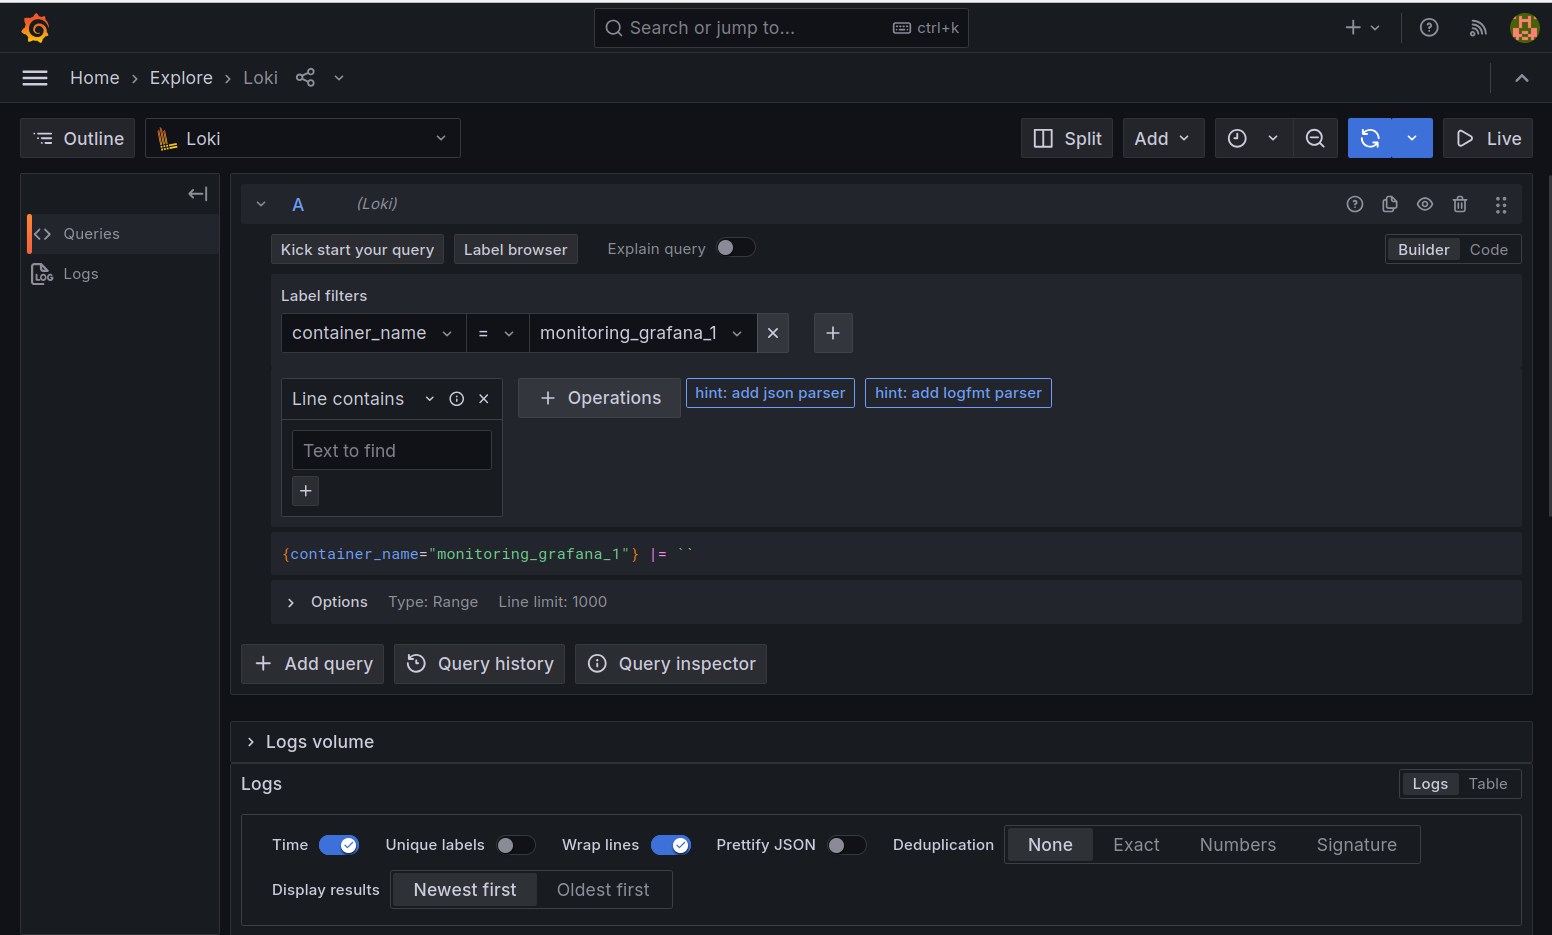 Search or jump to... ctrl+k
Home › Explore › Loki
Outline Loki Split Add Live
A (Loki)
Queries
Logs
Kick start your query Label browser Explain query Builder Code
Label filters
container_name = monitoring_grafana_1
Line contains Operations hint: add json parser hint: add logfmt parser
Text to find
{container_name="monitoring_grafana_1"} |= ``
Options Type: Range Line limit: 1000
Add query Query history Query inspector
Logs volume
Logs Logs Table
Time Unique labels Wrap lines Prettify JSON Deduplication None Exact Numbers Signature
Display results Newest first Oldest first